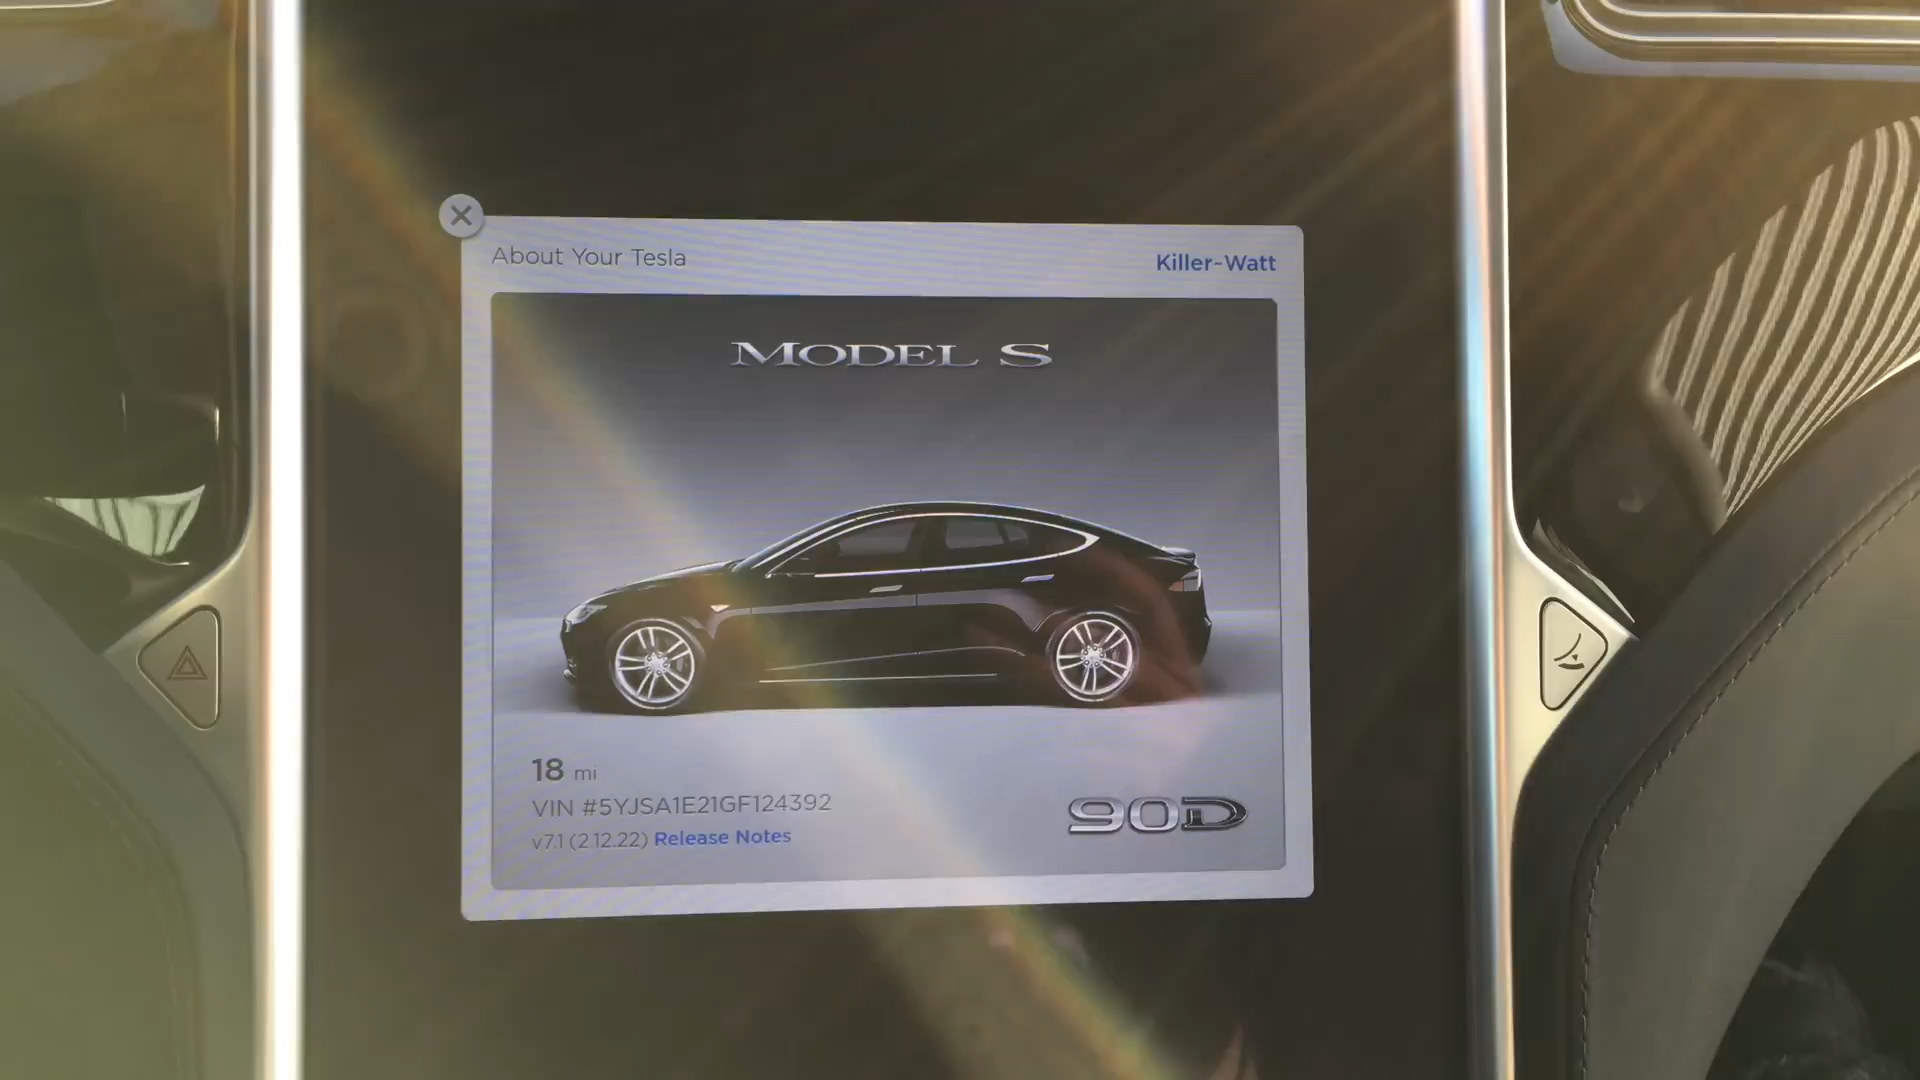 About Your Tesla
Killer~Watt
MODEL S
18 mi
VIN #5YJSA1E21GF124392
v7.1 (2.12.22) Release Notes
90D